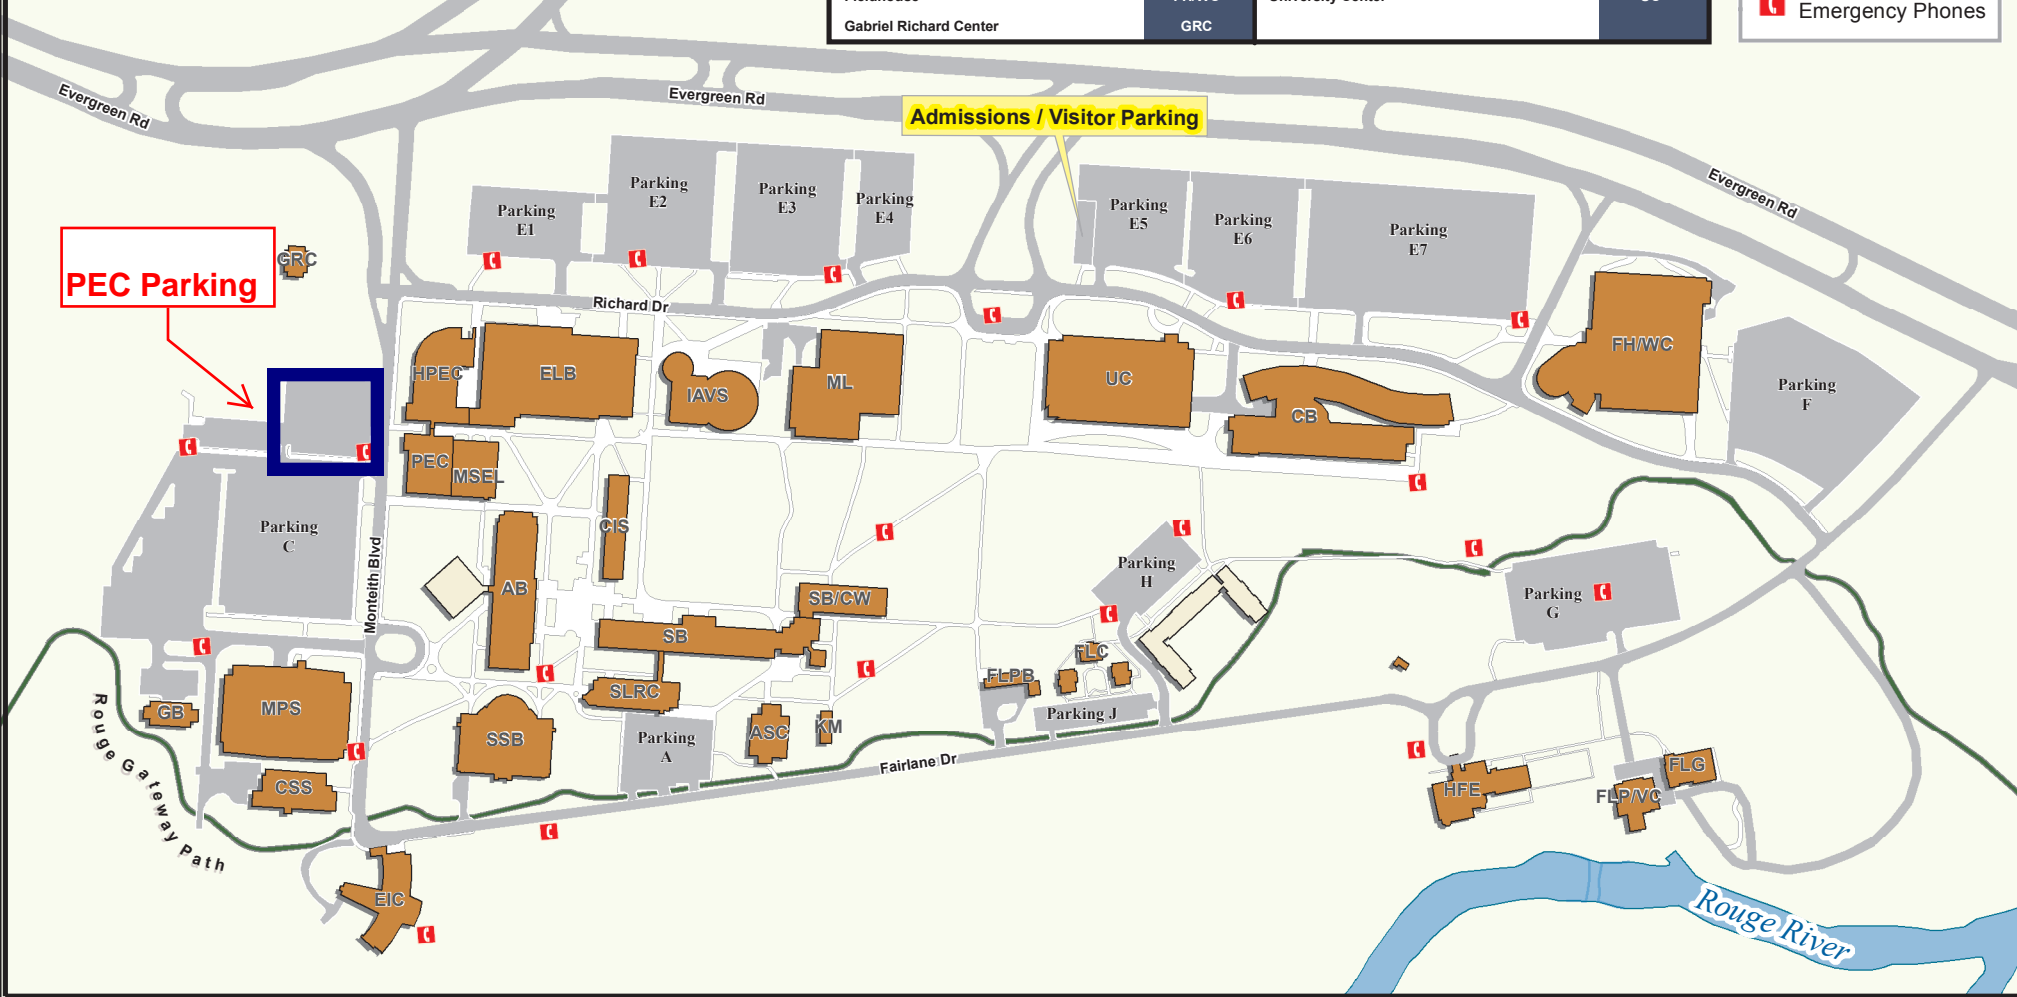 Gabriel Richard Center
GRC
Emergency Phones
Evergreen Rd
Evergreen Rd
Admissions / Visitor Parking
Evergreen Rd
Parking
E1
Parking
E2
Parking
E3
Parking
E4
Parking
E5
Parking
E6
Parking
E7
PEC Parking
GRC
Richard Dr
HPEC
ELB
IAVS
ML
UC
CB
FH/WC
Parking
F
PEC
MSEL
Parking
C
CIS
Monteith Blvd
AB
Parking
H
Parking
G
SB/CW
SB
FLC
FLPB
SLRC
Parking J
GB
MPS
SSB
Parking
A
ASC
KM
Rouge Gateway Path
Fairlane Dr
CSS
HFE
FLP/VC
FLG
EIC
Rouge River